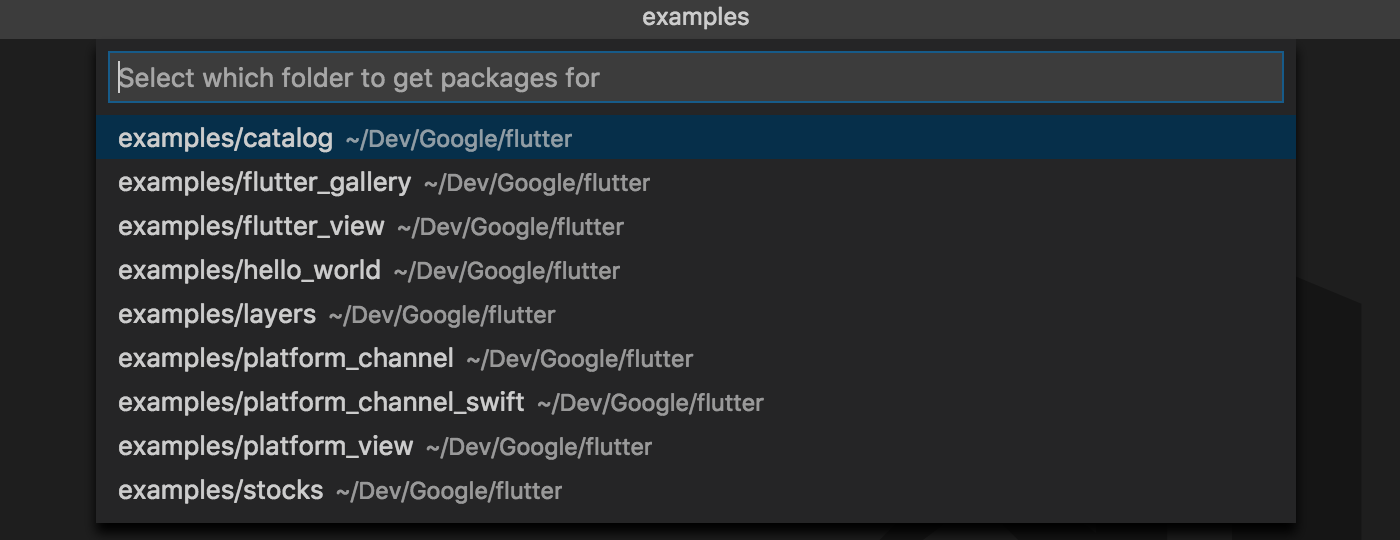 examples
Select which folder to get packages for
examples/catalog ~/Dev/Google/flutter
examples/flutter_gallery ~/Dev/Google/flutter
examples/flutter_view ~/Dev/Google/flutter
examples/hello_world ~/Dev/Google/flutter
examples/layers ~/Dev/Google/flutter
examples/platform_channel ~/Dev/Google/flutter
examples/platform_channel_swift ~/Dev/Google/flutter
examples/platform_view ~/Dev/Google/flutter
examples/stocks ~/Dev/Google/flutter